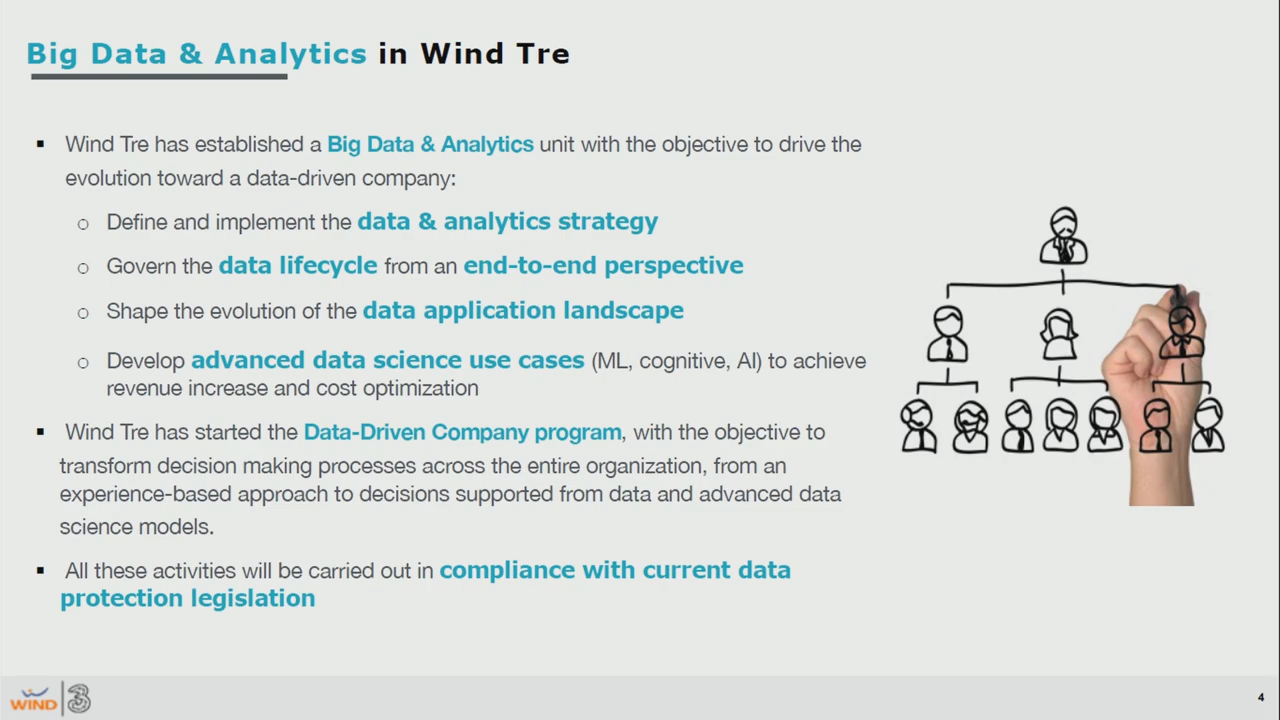 Big Data & Analytics in Wind Tre
▪ Wind Tre has established a Big Data & Analytics unit with the objective to drive the
evolution toward a data-driven company:
o Define and implement the data & analytics strategy
o Govern the data lifecycle from an end-to-end perspective
o Shape the evolution of the data application landscape
o Develop advanced data science use cases (ML, cognitive, AI) to achieve
revenue increase and cost optimization
▪ Wind Tre has started the Data-Driven Company program, with the objective to
transform decision making processes across the entire organization, from an
experience-based approach to decisions supported from data and advanced data
science models.
▪ All these activities will be carried out in compliance with current data
protection legislation
WIND 3
4